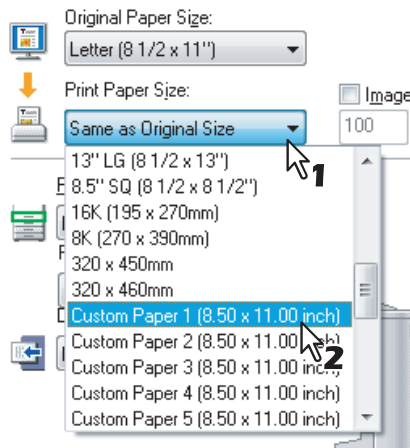 Original Paper Size:
Letter (8 1/2 x 11")
Print Paper Size:
Image
Same as Original Size
100
1
13" LG (8 1/2 x 13")
8.5" SQ (8 1/2 x 8 1/2")
16K (195 x 270mm)
8K (270 x 390mm)
320 x 450mm
320 x 460mm
Custom Paper 1 (8.50 x 11.00 inch)
2
Custom Paper 2 (8.50 x 11.00 inch)
Custom Paper 3 (8.50 x 11.00 inch)
Custom Paper 4 (8.50 x 11.00 inch)
Custom Paper 5 (8.50 x 11.00 inch)